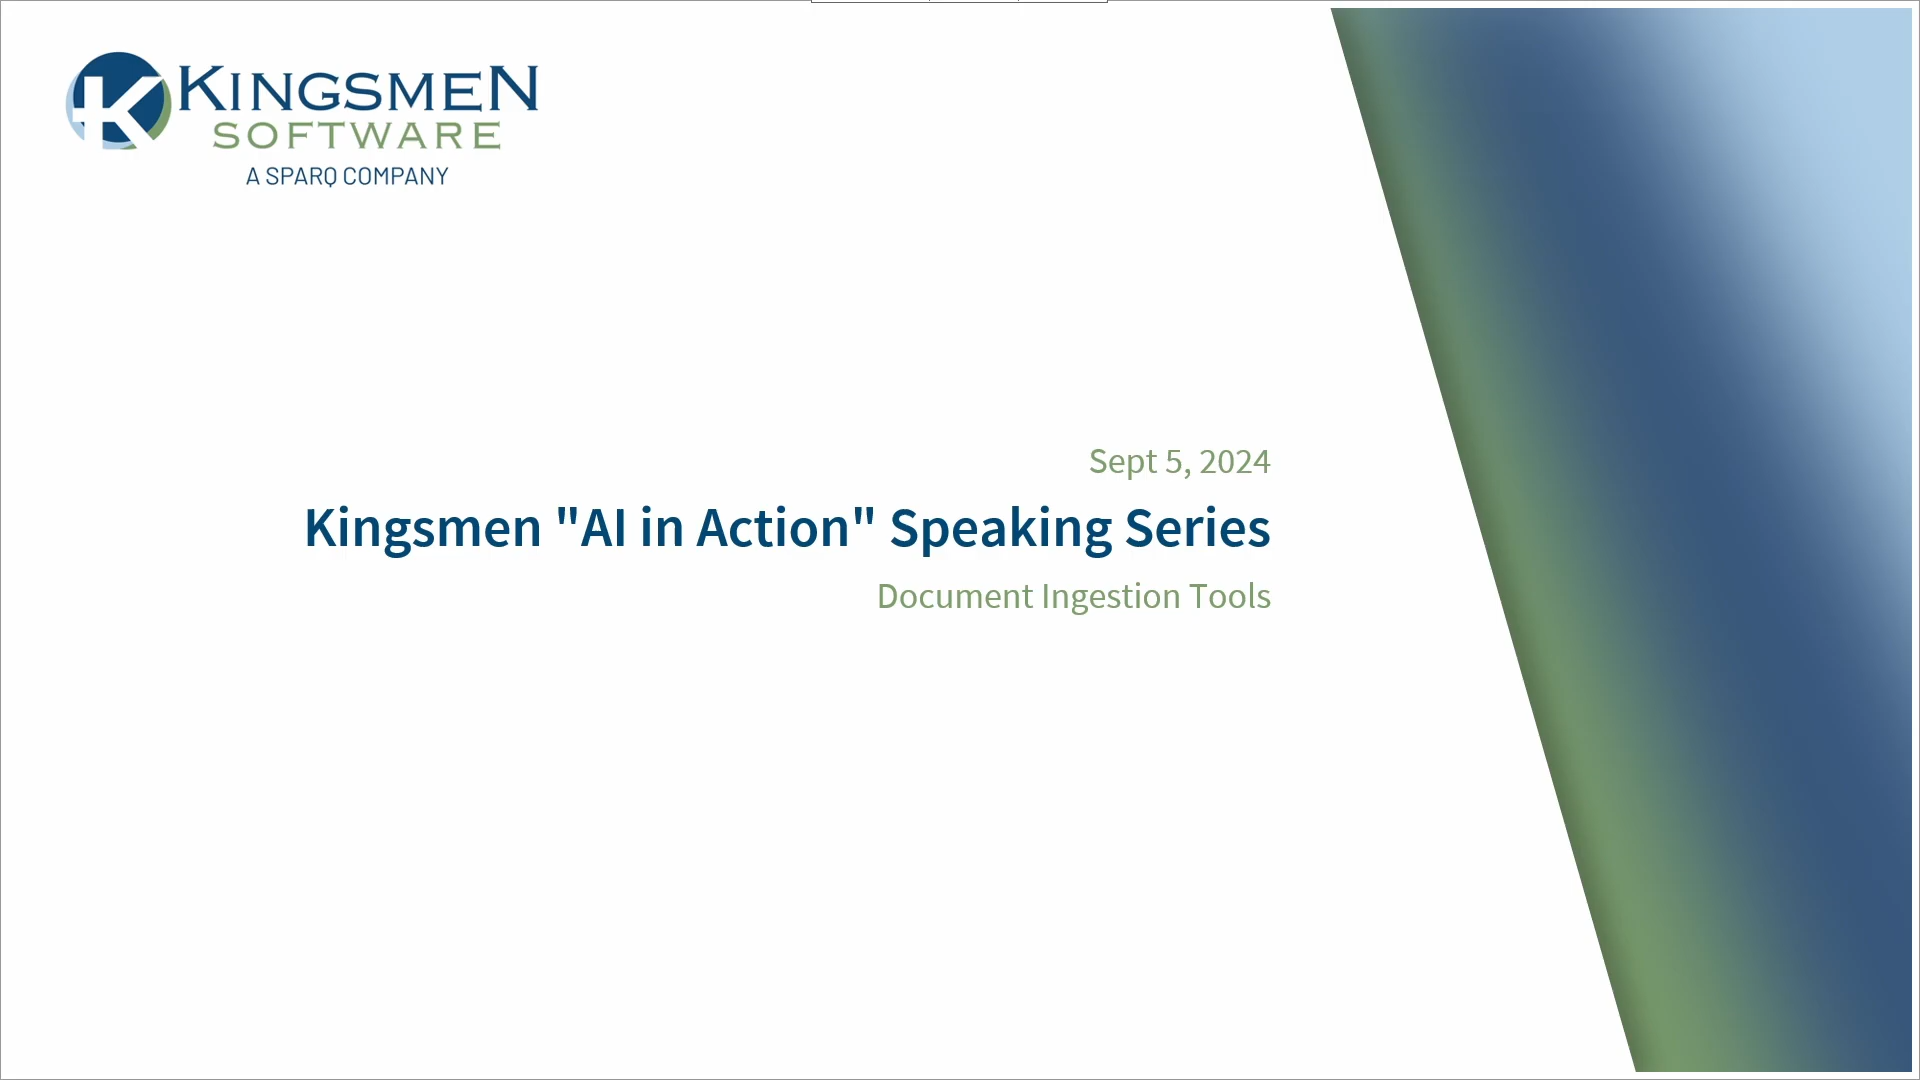 KINGSMEN
SOFTWARE
A SPARQ COMPANY
Sept 5, 2024
Kingsmen "AI in Action" Speaking Series
Document Ingestion Tools